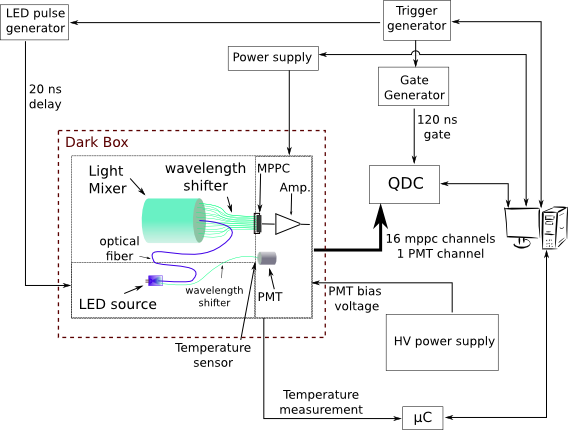 LED pulse
generator
Trigger
generator
Power supply
Gate
Generator
20 ns
delay
120 ns
gate
Dark Box
Light
Mixer
wavelength
shifter
MPPC
Amp.
QDC
optical
fiber
16 mppc channels
1 PMT channel
LED source
wavelength
shifter
PMT
PMT bias
voltage
Temperature
sensor
HV power supply
Temperature
measurement
µC